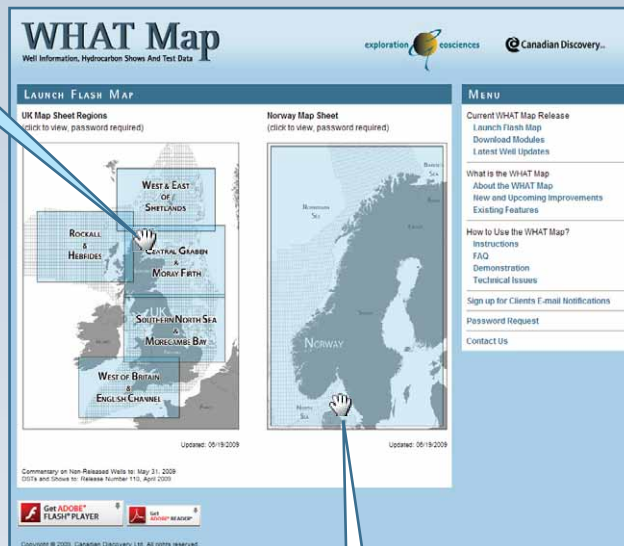 WHAT Map
Well Information, Hydrocarbon Shows And Test Data
exploration geosciences
Canadian Discovery
LAUNCH FLASH MAP
UK Map Sheet Regions
(click to view, password required)
WEST & EAST
OF
SHETLANDS
ROCKALL
&
HEBRIDES
CENTRAL GRABEN
&
MORAY FIRTH
UK
SOUTHERN NORTH SEA
&
MORECAMBE BAY
WEST OF BRITAIN
&
ENGLISH CHANNEL
Updated: 05/19/2009
Norway Map Sheet
(click to view, password required)
NORWAY
NORTH
SEA
Updated: 05/19/2009
Commentary on Non-Released Wells to: May 31, 2009
DSTs and Shows to: Release Number 110, April 2009
Get ADOBE®
FLASH® PLAYER
Get
ADOBE® READER®
Copyright © 2009, Canadian Discovery Ltd. All rights reserved.
MENU
Current WHAT Map Release
Launch Flash Map
Download Modules
Latest Well Updates
What is the WHAT Map
About the WHAT Map
New and Upcoming Improvements
Existing Features
How to Use the WHAT Map?
Instructions
FAQ
Demonstration
Technical Issues
Sign up for Clients E-mail Notifications
Password Request
Contact Us